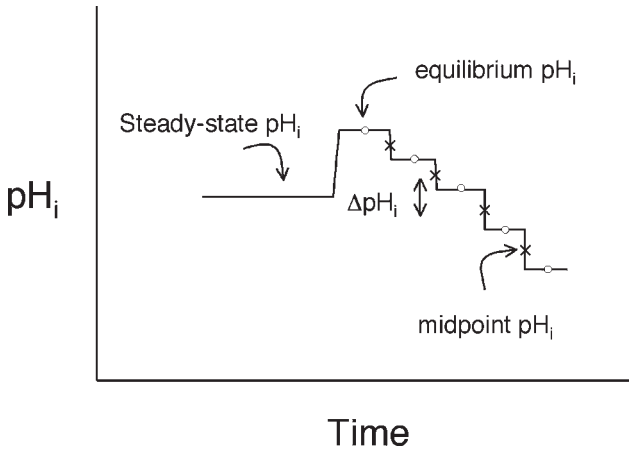 equilibrium pHi
Steady-state pHi
pHi
ΔpHi
midpoint pHi
Time